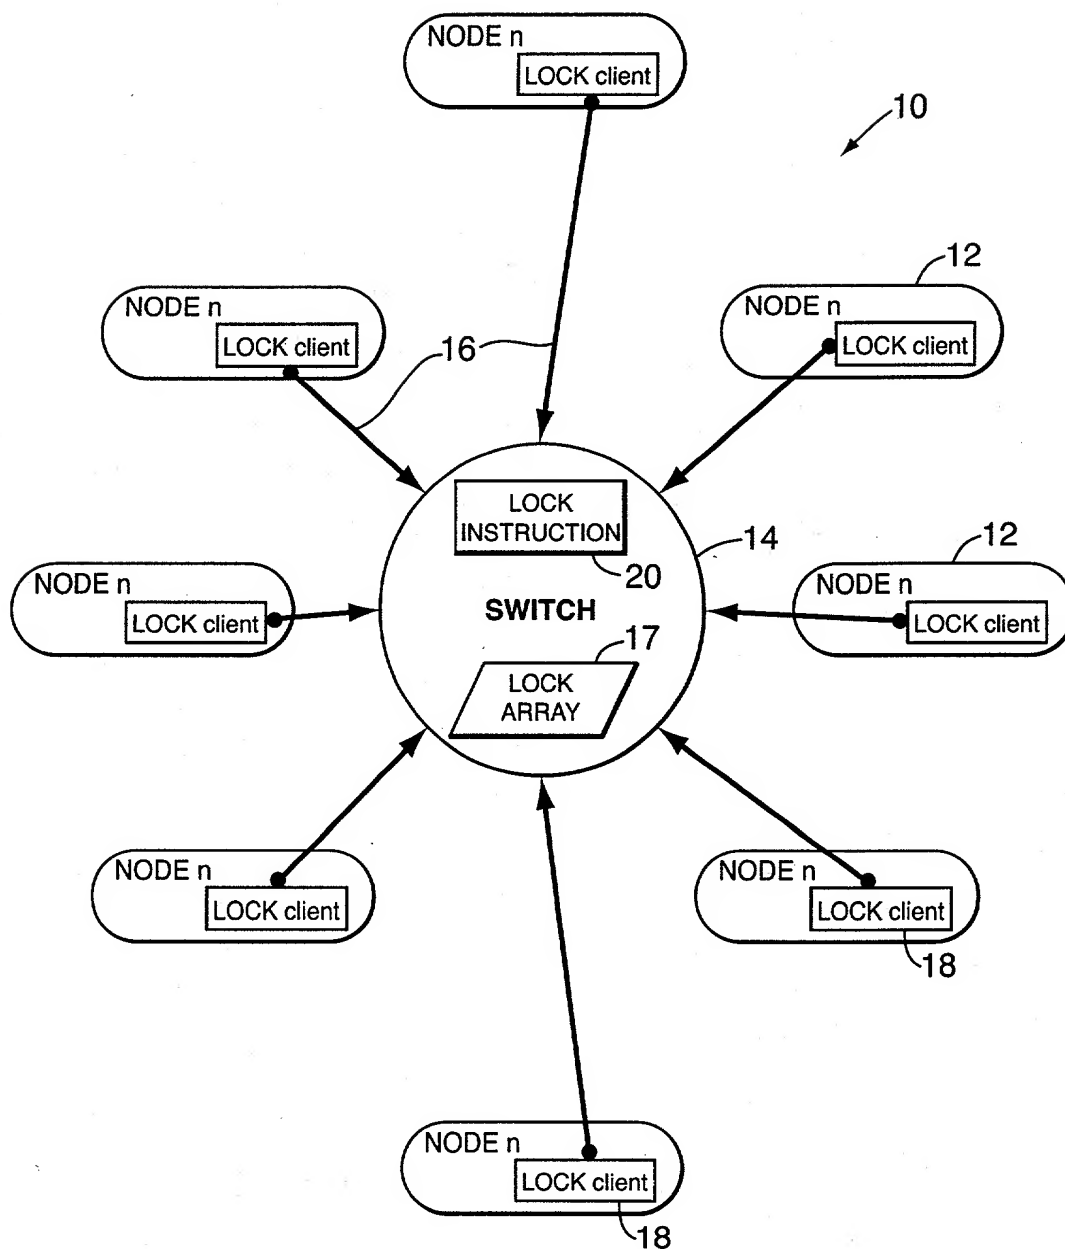 NODE n
LOCK client
10
12
NODE n
LOCK client
NODE n
LOCK client
16
LOCK
INSTRUCTION
20
14
12
NODE n
LOCK client
SWITCH
NODE n
LOCK client
17
LOCK
ARRAY
NODE n
LOCK client
NODE n
LOCK client
18
NODE n
LOCK client
18